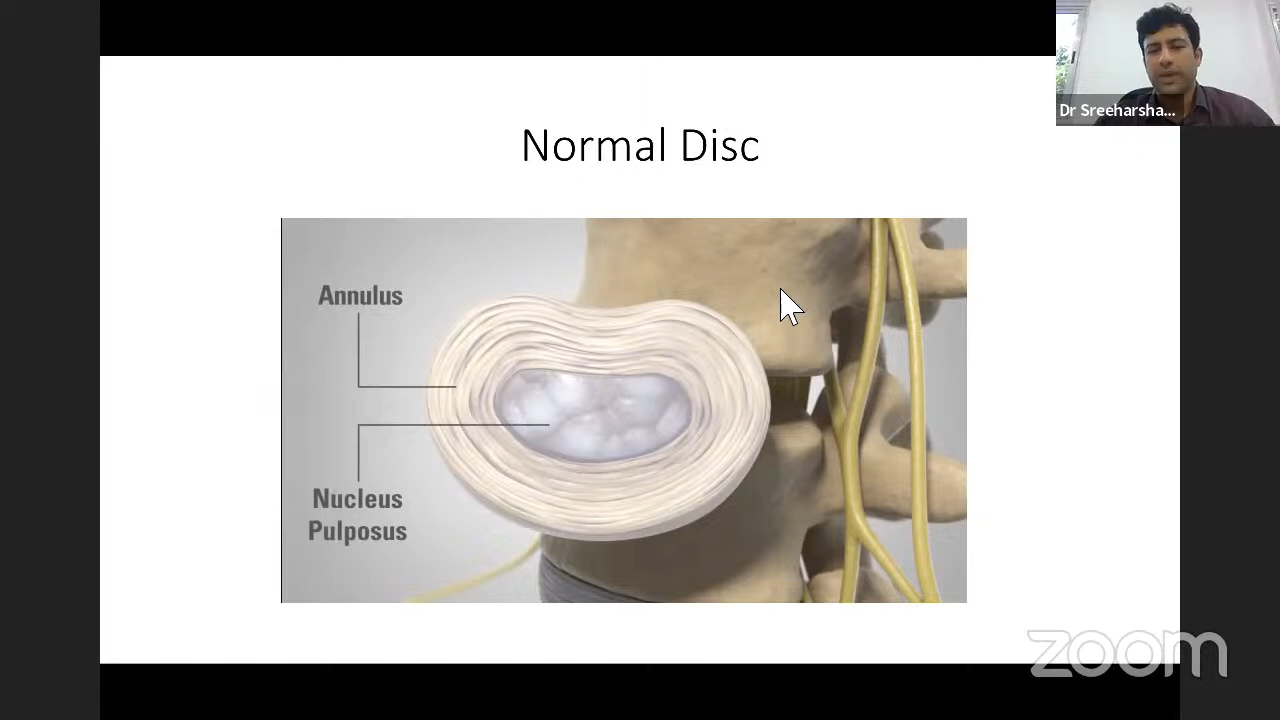 Dr Sreeharsha...
Normal Disc
Annulus
Nucleus
Pulposus
zoom